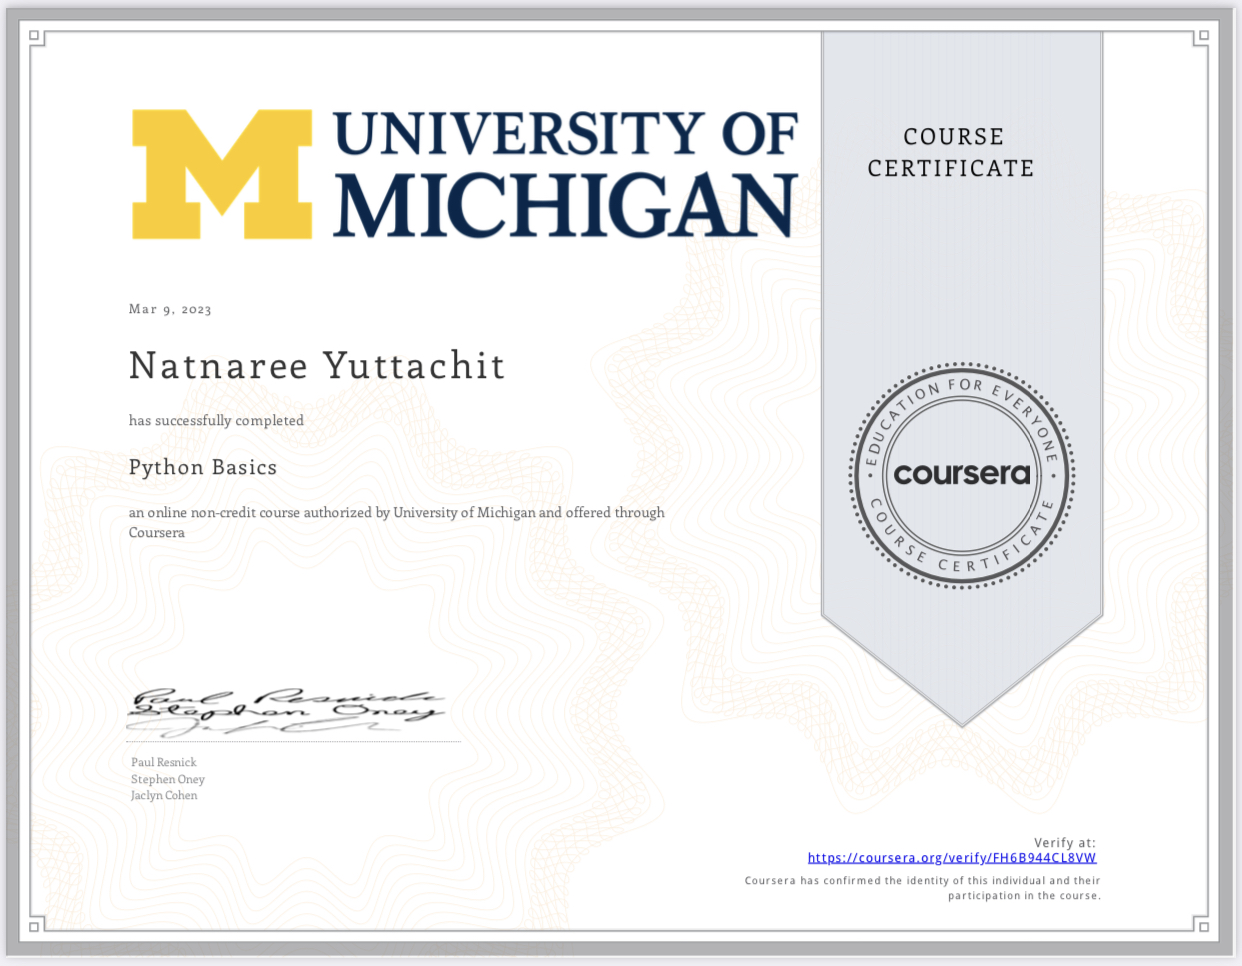 UNIVERSITY OF
MICHIGAN
COURSE
CERTIFICATE
Mar 9, 2023
Natnaree Yuttachit
has successfully completed
Python Basics
an online non-credit course authorized by University of Michigan and offered through
Coursera
EDUCATION FOR EVERYONE
coursera
COURSE CERTIFICATE
Paul Resnick
Stephen Oney
Paul Resnick
Stephen Oney
Jaclyn Cohen
Verify at:
https://coursera.org/verify/FH6B944CL8VW
Coursera has confirmed the identity of this individual and their
participation in the course.